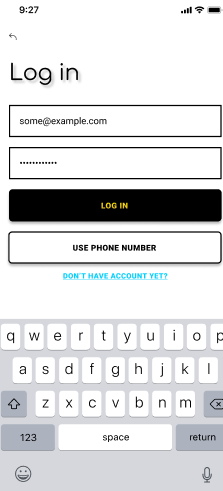 9:27
Log in
some@example.com
••••••••••••
LOG IN
USE PHONE NUMBER
DON'T HAVE ACCOUNT YET?
q w e r t y u i o p
a s d f g h j k l
z x c v b n m
123 space return